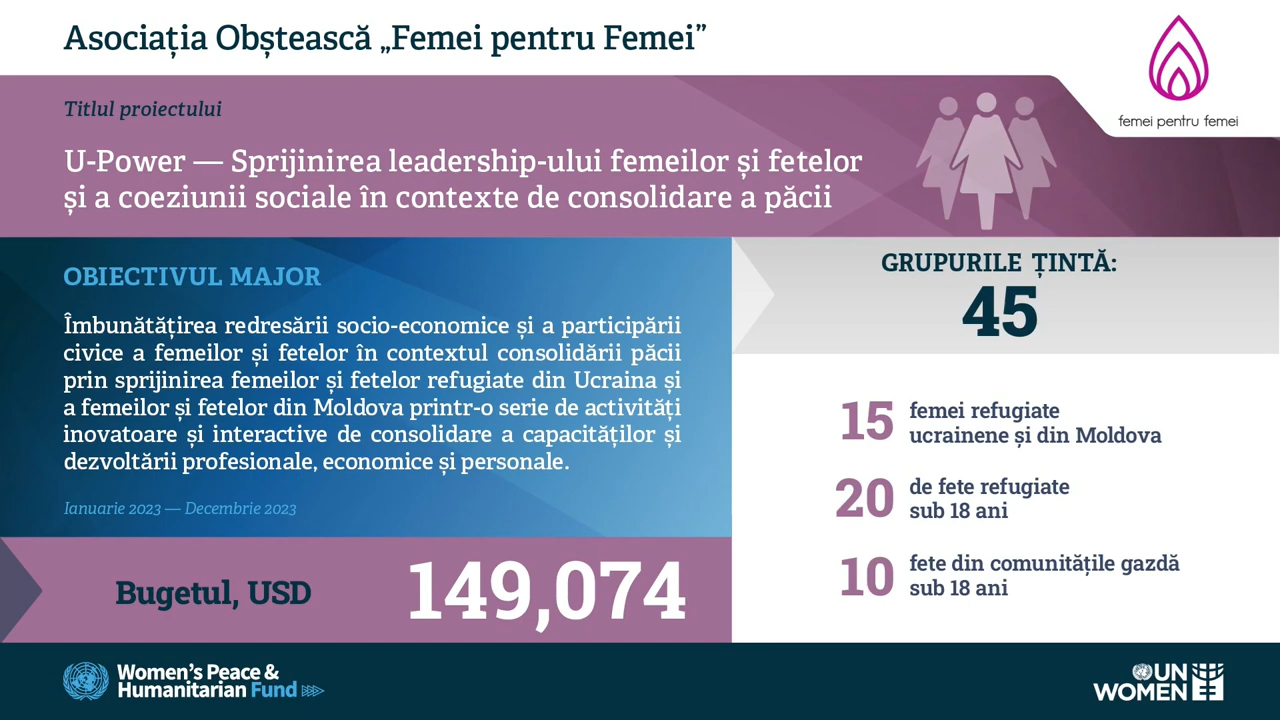 Asociația Obștească „Femei pentru Femei”
femei pentru femei
Titlul proiectului
U-Power — Sprijinirea leadership-ului femeilor și fetelor
și a coeziunii sociale în contexte de consolidare a păcii
OBIECTIVUL MAJOR
Îmbunătățirea redresării socio-economice și a participării
civice a femeilor și fetelor în contextul consolidării păcii
prin sprijinirea femeilor și fetelor refugiate din Ucraina și
a femeilor și fetelor din Moldova printr-o serie de activități
inovatoare și interactive de consolidare a capacităților și
dezvoltării profesionale, economice și personale.
Ianuarie 2023 — Decembrie 2023
Bugetul, USD
149,074
GRUPURILE ȚINTĂ:
45
15
femei refugiate
ucrainene și din Moldova
20
de fete refugiate
sub 18 ani
10
fete din comunitățile gazdă
sub 18 ani
Women's Peace &
Humanitarian Fund
UN
WOMEN